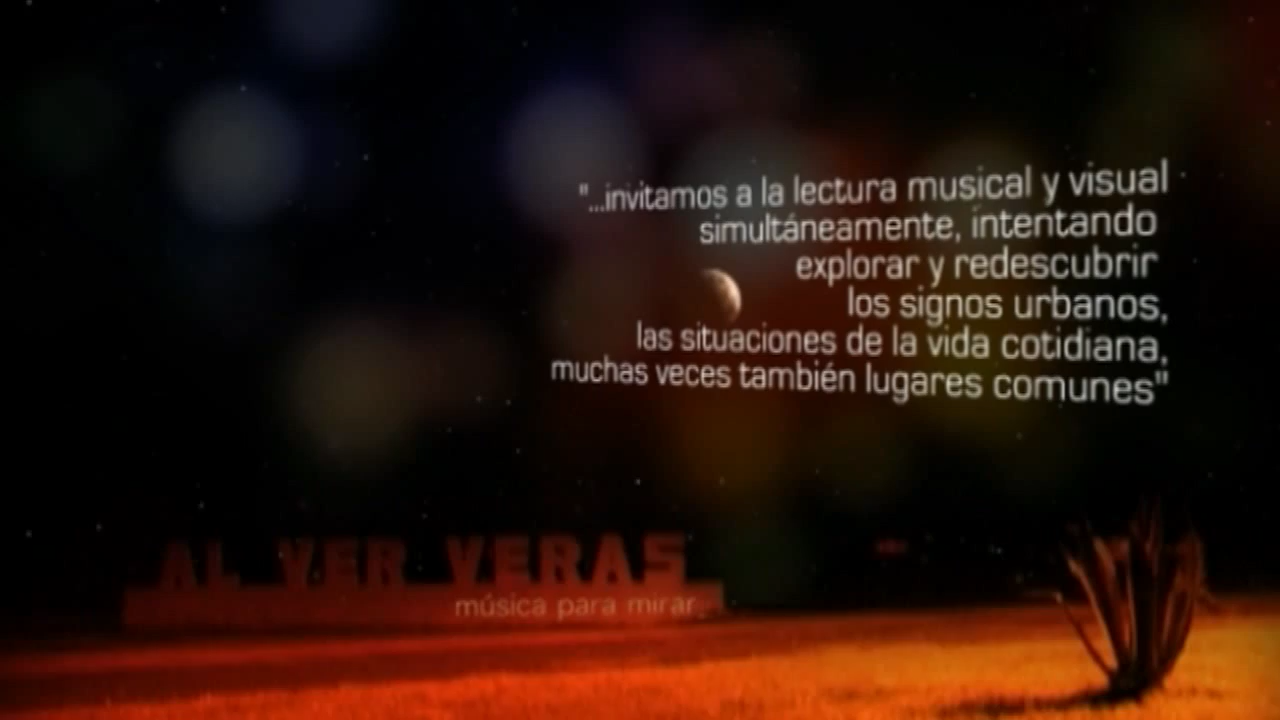 "...invitamos a la lectura musical y visual
simultáneamente, intentando
explorar y redescubrir
los signos urbanos,
las situaciones de la vida cotidiana,
muchas veces también lugares comunes"
AL VER VERAS
música para mirar